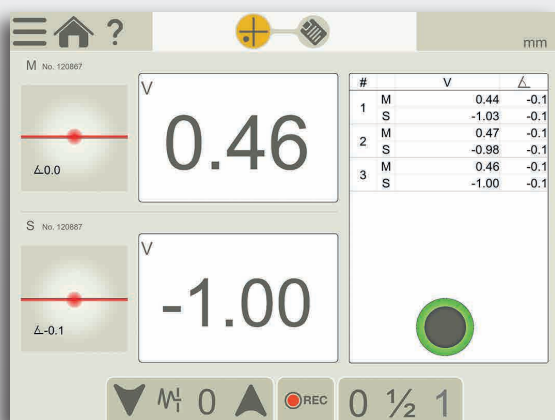 ?
mm
M No. 120867
∡0.0
V
0.46
S No. 120867
∡-0.1
V
-1.00
# V ∡
1 M 0.44 -0.1
S -1.03 -0.1
2 M 0.47 -0.1
S -0.98 -0.1
3 M 0.46 -0.1
S -1.00 -0.1
0 REC 0 ½ 1